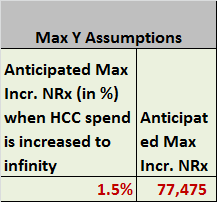 Max Y Assumptions
Anticipated Max
Incr. NRx (in %)
when HCC spend
is increased to
infinity
Anticipat
ed Max
Incr. NRx
1.5%
77,475